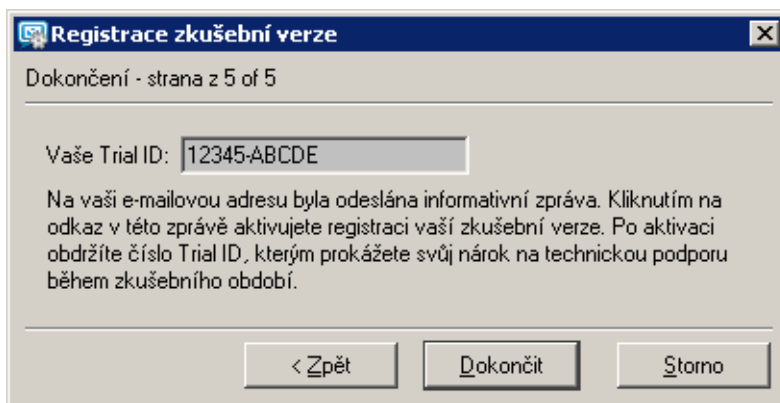 Registrace zkušební verze
Dokončení - strana z 5 of 5
Vaše Trial ID: 12345-ABCDE
Na vaši e-mailovou adresu byla odeslána informativní zpráva. Kliknutím na
odkaz v této zprávě aktivujete registraci vaší zkušební verze. Po aktivaci
obdržíte číslo Trial ID, kterým prokážete svůj nárok na technickou podporu
během zkušebního období.
< Zpět Dokončit Storno